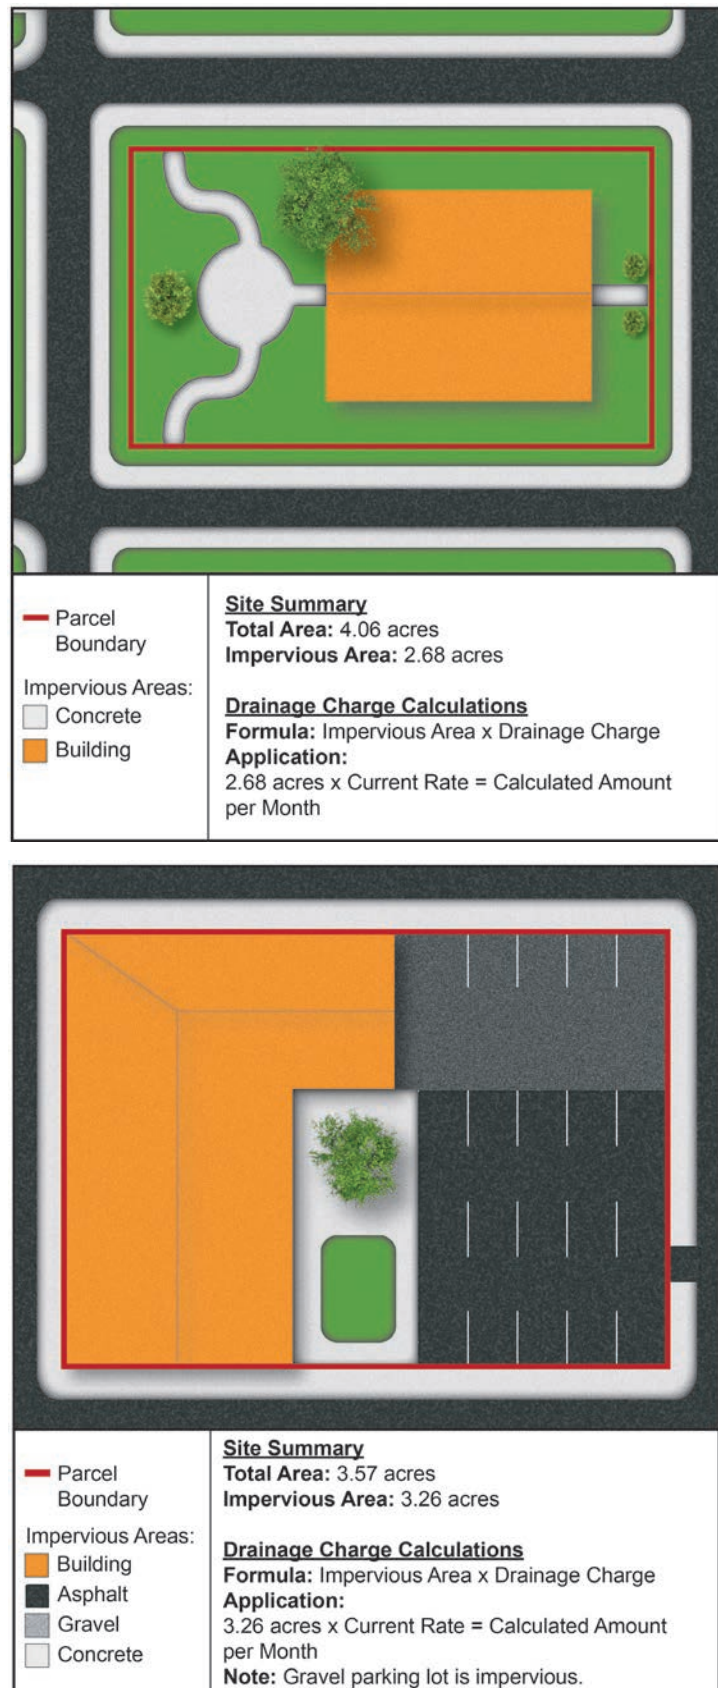 Parcel
Boundary
Impervious Areas:
Concrete
Building
Site Summary
Total Area: 4.06 acres
Impervious Area: 2.68 acres
Drainage Charge Calculations
Formula: Impervious Area x Drainage Charge
Application:
2.68 acres x Current Rate = Calculated Amount
per Month
Parcel
Boundary
Impervious Areas:
Building
Asphalt
Gravel
Concrete
Site Summary
Total Area: 3.57 acres
Impervious Area: 3.26 acres
Drainage Charge Calculations
Formula: Impervious Area x Drainage Charge
Application:
3.26 acres x Current Rate = Calculated Amount
per Month
Note: Gravel parking lot is impervious.